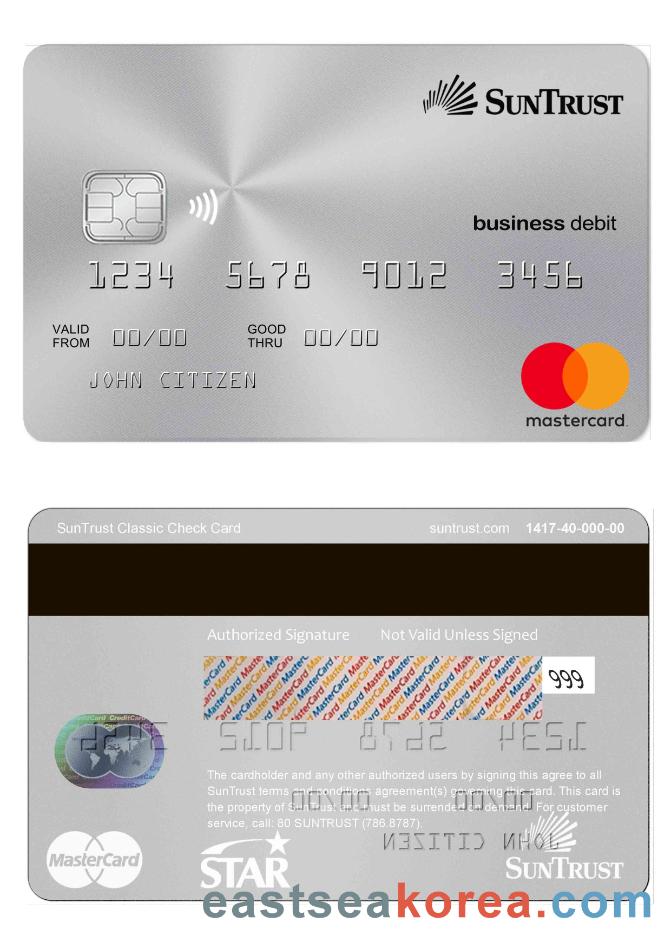 SUNTRUST
business debit
1234 5678 9012 3456
VALID FROM 00/00 GOOD THRU 00/00
JOHN CITIZEN
mastercard.
SunTrust Classic Check Card suntrust.com 1417-40-000-00
Authorized Signature Not Valid Unless Signed
999
The cardholder and any other authorized users by signing this agree to all
SunTrust terms and conditions agreement(s) governing this card. This card is
the property of SunTrust and must be surrended on demand. For customer
service, call: 80 SUNTRUST (786.8787).
MasterCard
STAR
SUNTRUST
eastseakorea.com